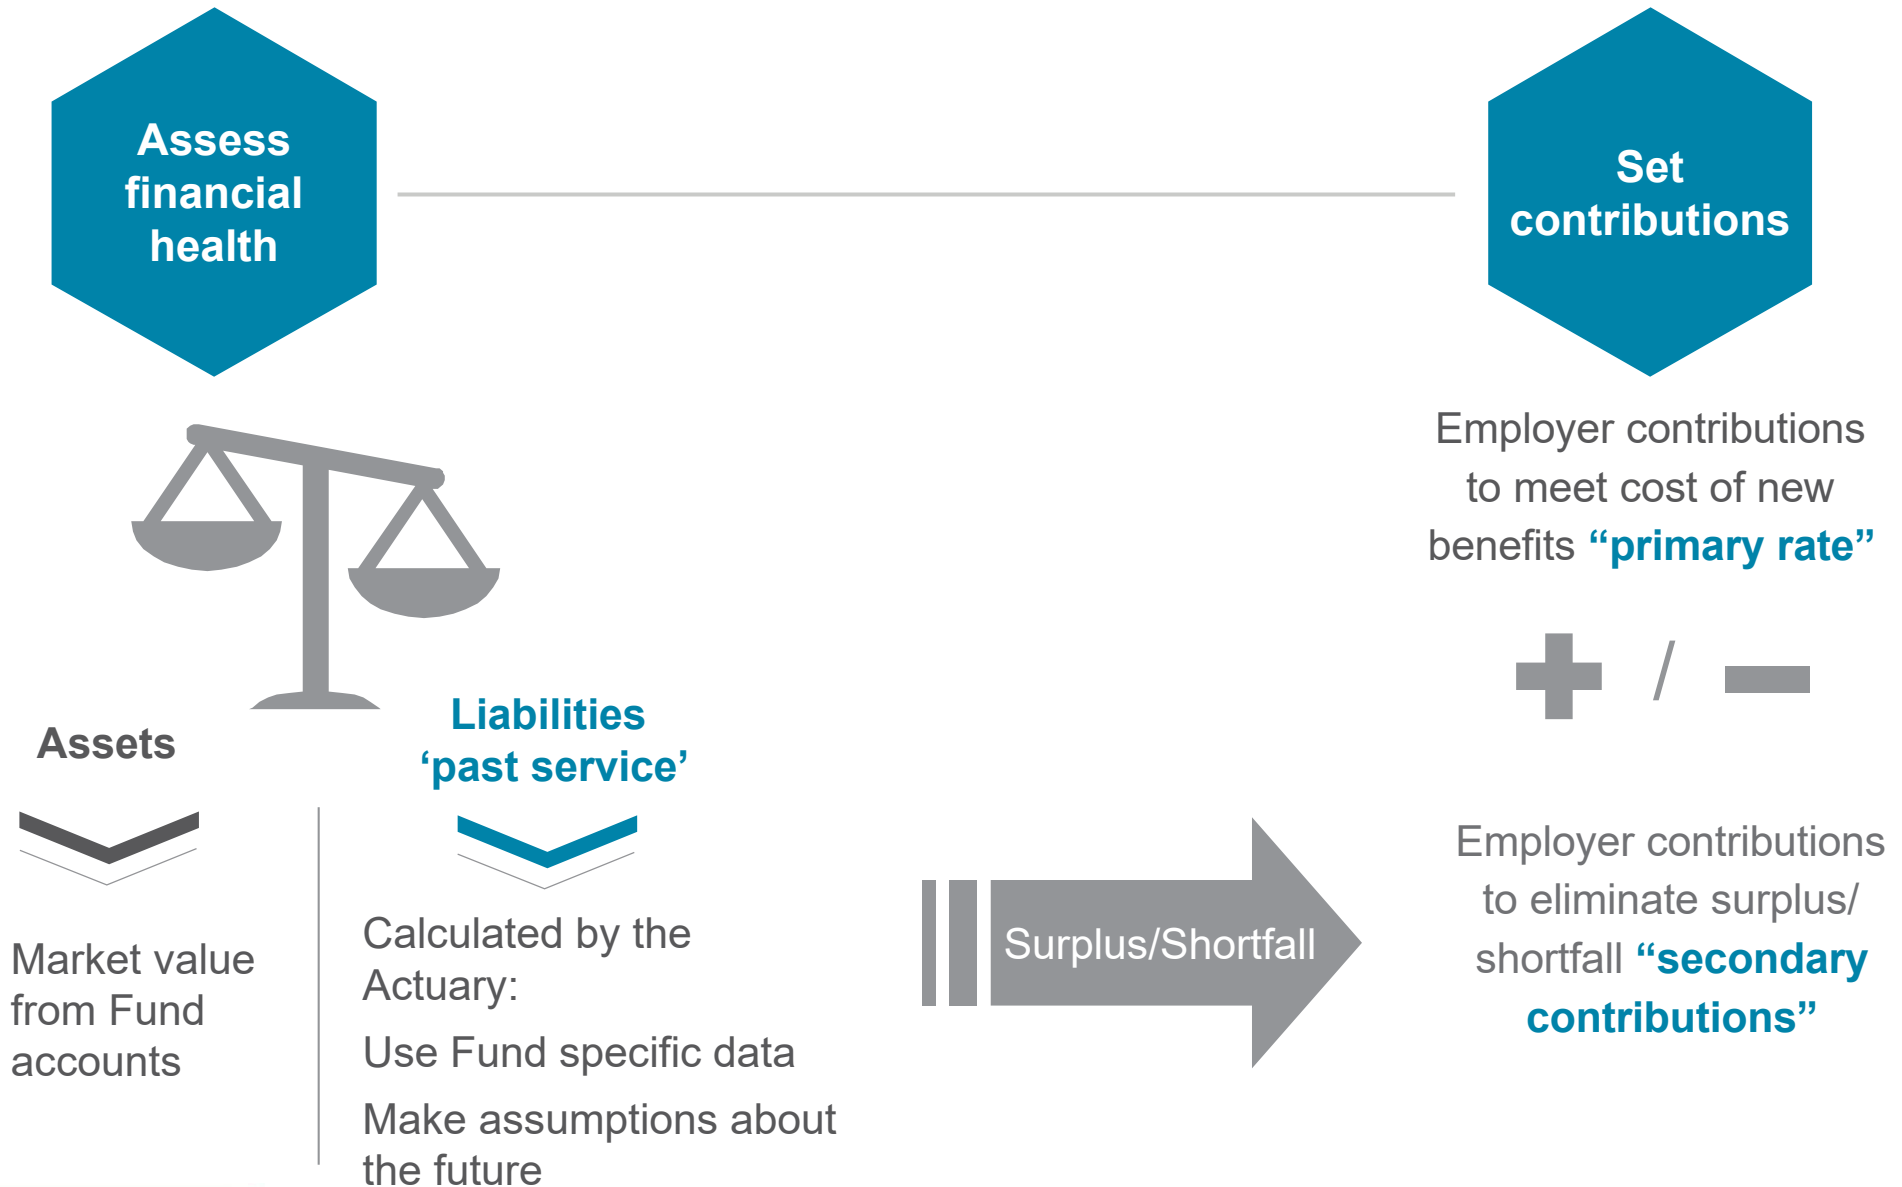 Assess
financial
health
Set
contributions
Assets
Market value
from Fund
accounts
Liabilities
‘past service’
Calculated by the
Actuary:
Use Fund specific data
Make assumptions about
the future
Surplus/Shortfall
Employer contributions
to meet cost of new
benefits “primary rate”
+ / −
Employer contributions
to eliminate surplus/
shortfall “secondary
contributions”